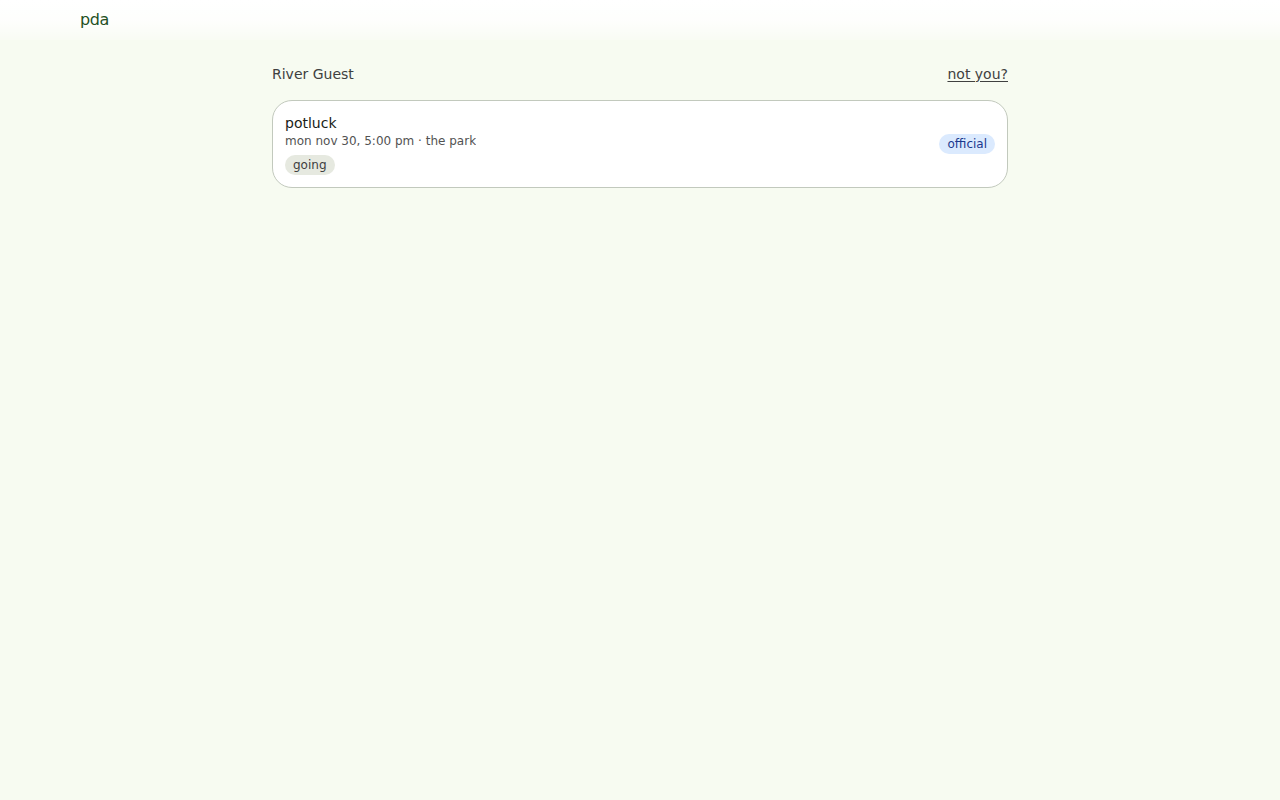 pda
River Guest
not you?
potluck
mon nov 30, 5:00 pm · the park
official
going